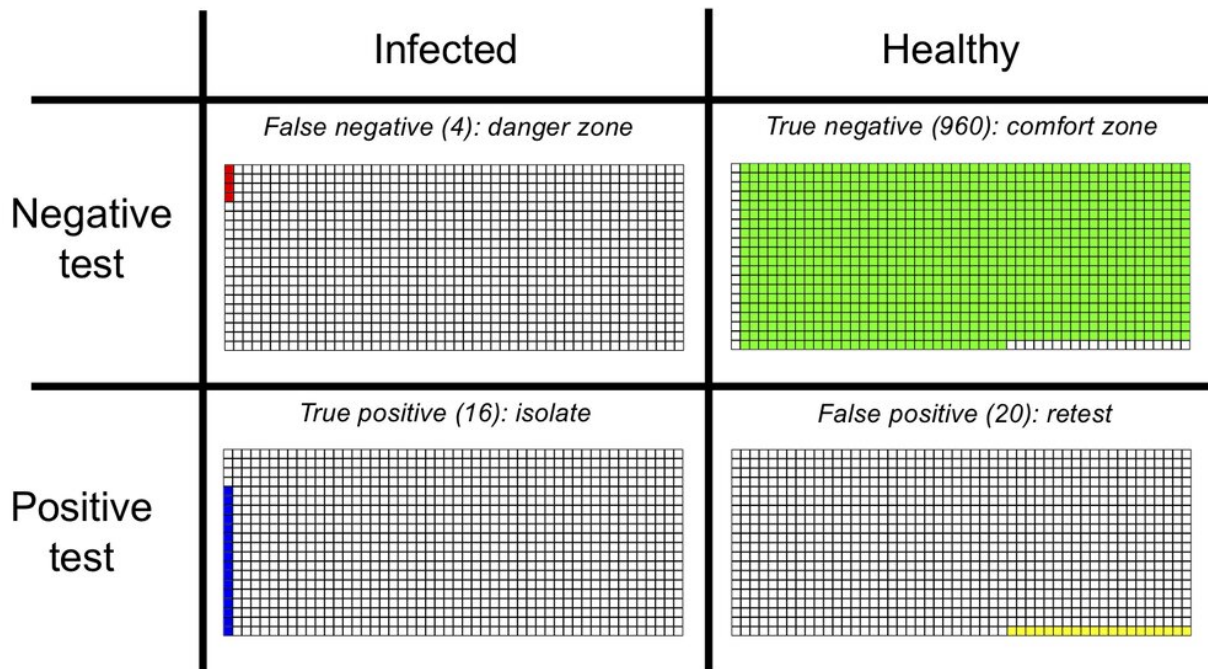 Infected
Healthy
False negative (4): danger zone
True negative (960): comfort zone
Negative
test
True positive (16): isolate
False positive (20): retest
Positive
test